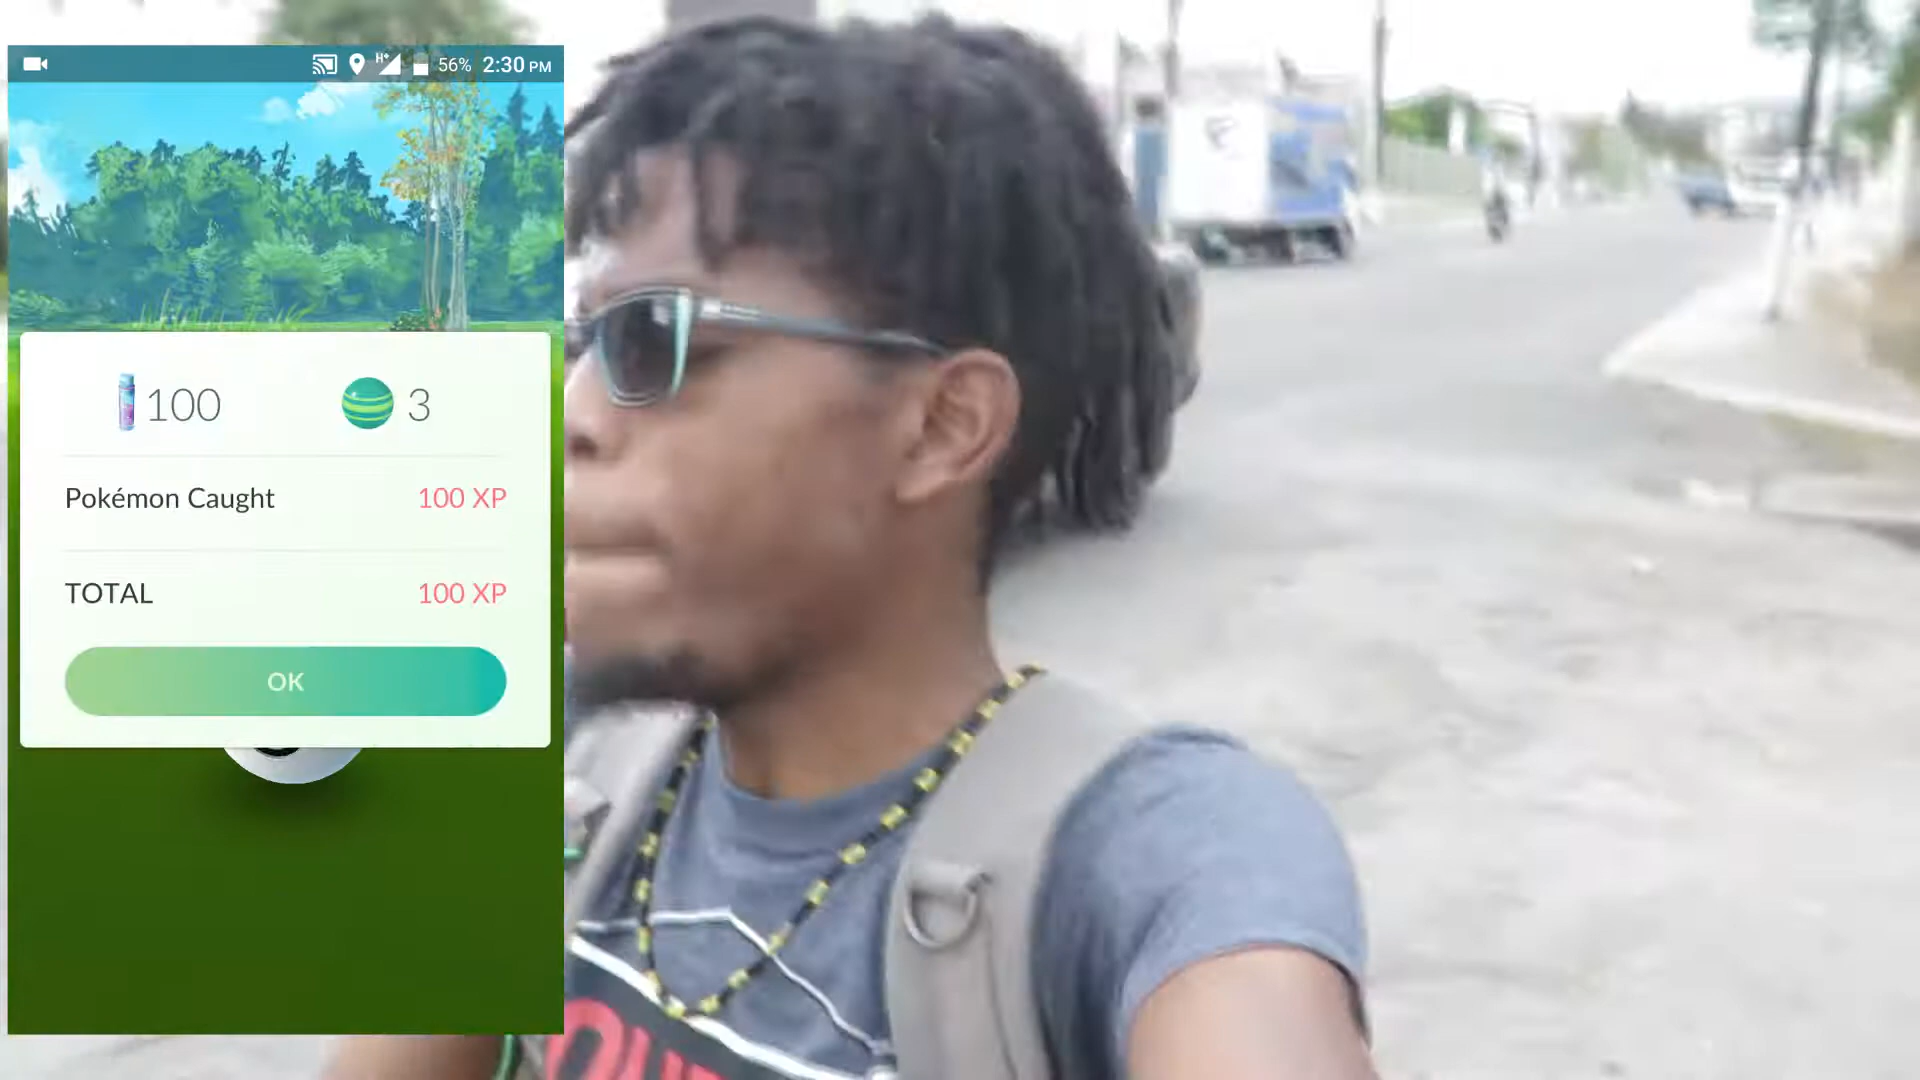 H+ 56% 2:30 PM
100 3
Pokémon Caught 100 XP
TOTAL 100 XP
OK